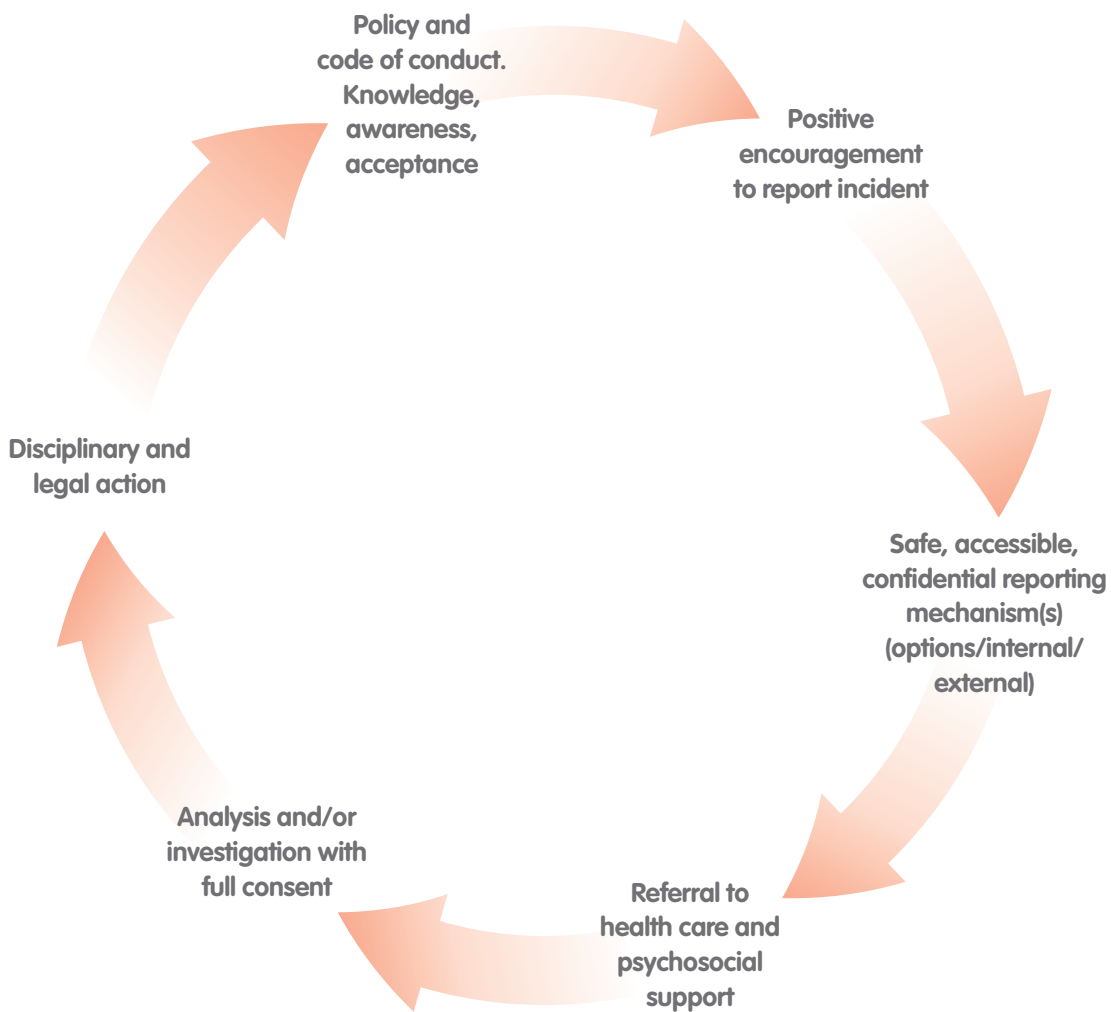 Policy and
code of conduct.
Knowledge,
awareness,
acceptance
Positive
encouragement
to report incident
Safe, accessible,
confidential reporting
mechanism(s)
(options/internal/
external)
Referral to
health care and
psychosocial
support
Analysis and/or
investigation with
full consent
Disciplinary and
legal action